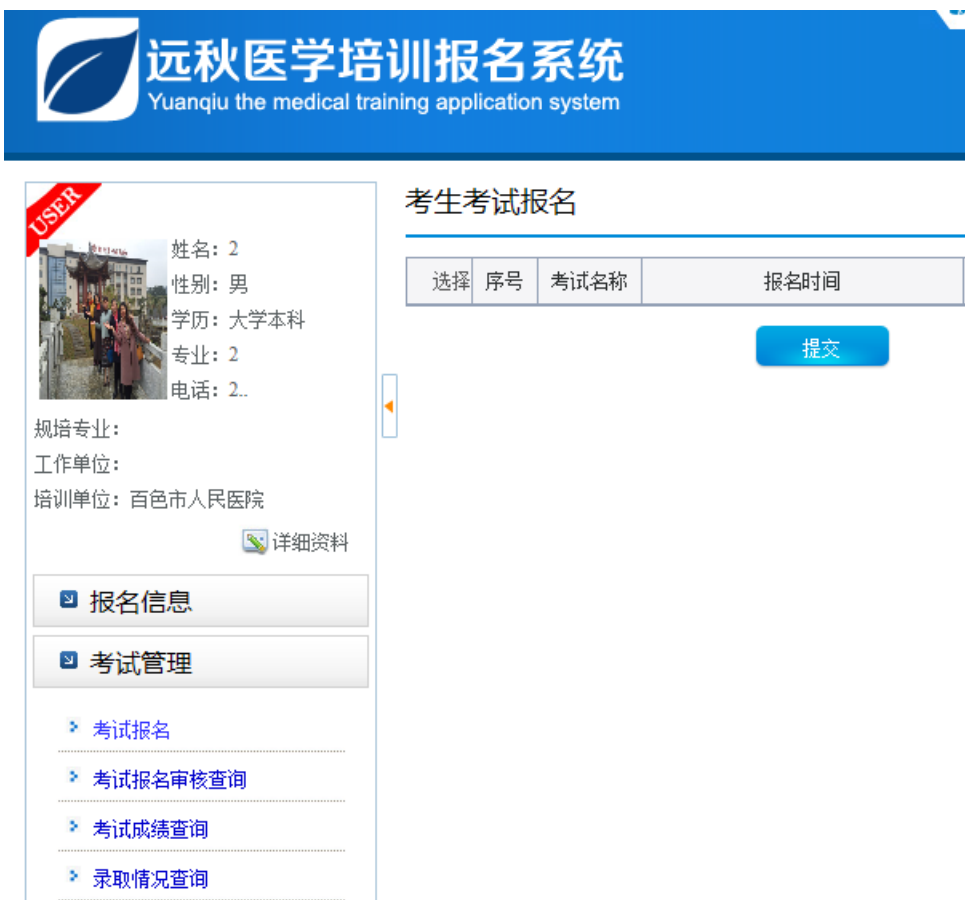 远秋医学培训报名系统
Yuanqiu the medical training application system
USER
姓名：2
性别：男
学历：大学本科
专业：2
电话：2..
规培专业：
工作单位：
培训单位：百色市人民医院
详细资料
报名信息
考试管理
考试报名
考试报名审核查询
考试成绩查询
录取情况查询
考生考试报名
选择 序号 考试名称 报名时间
提交